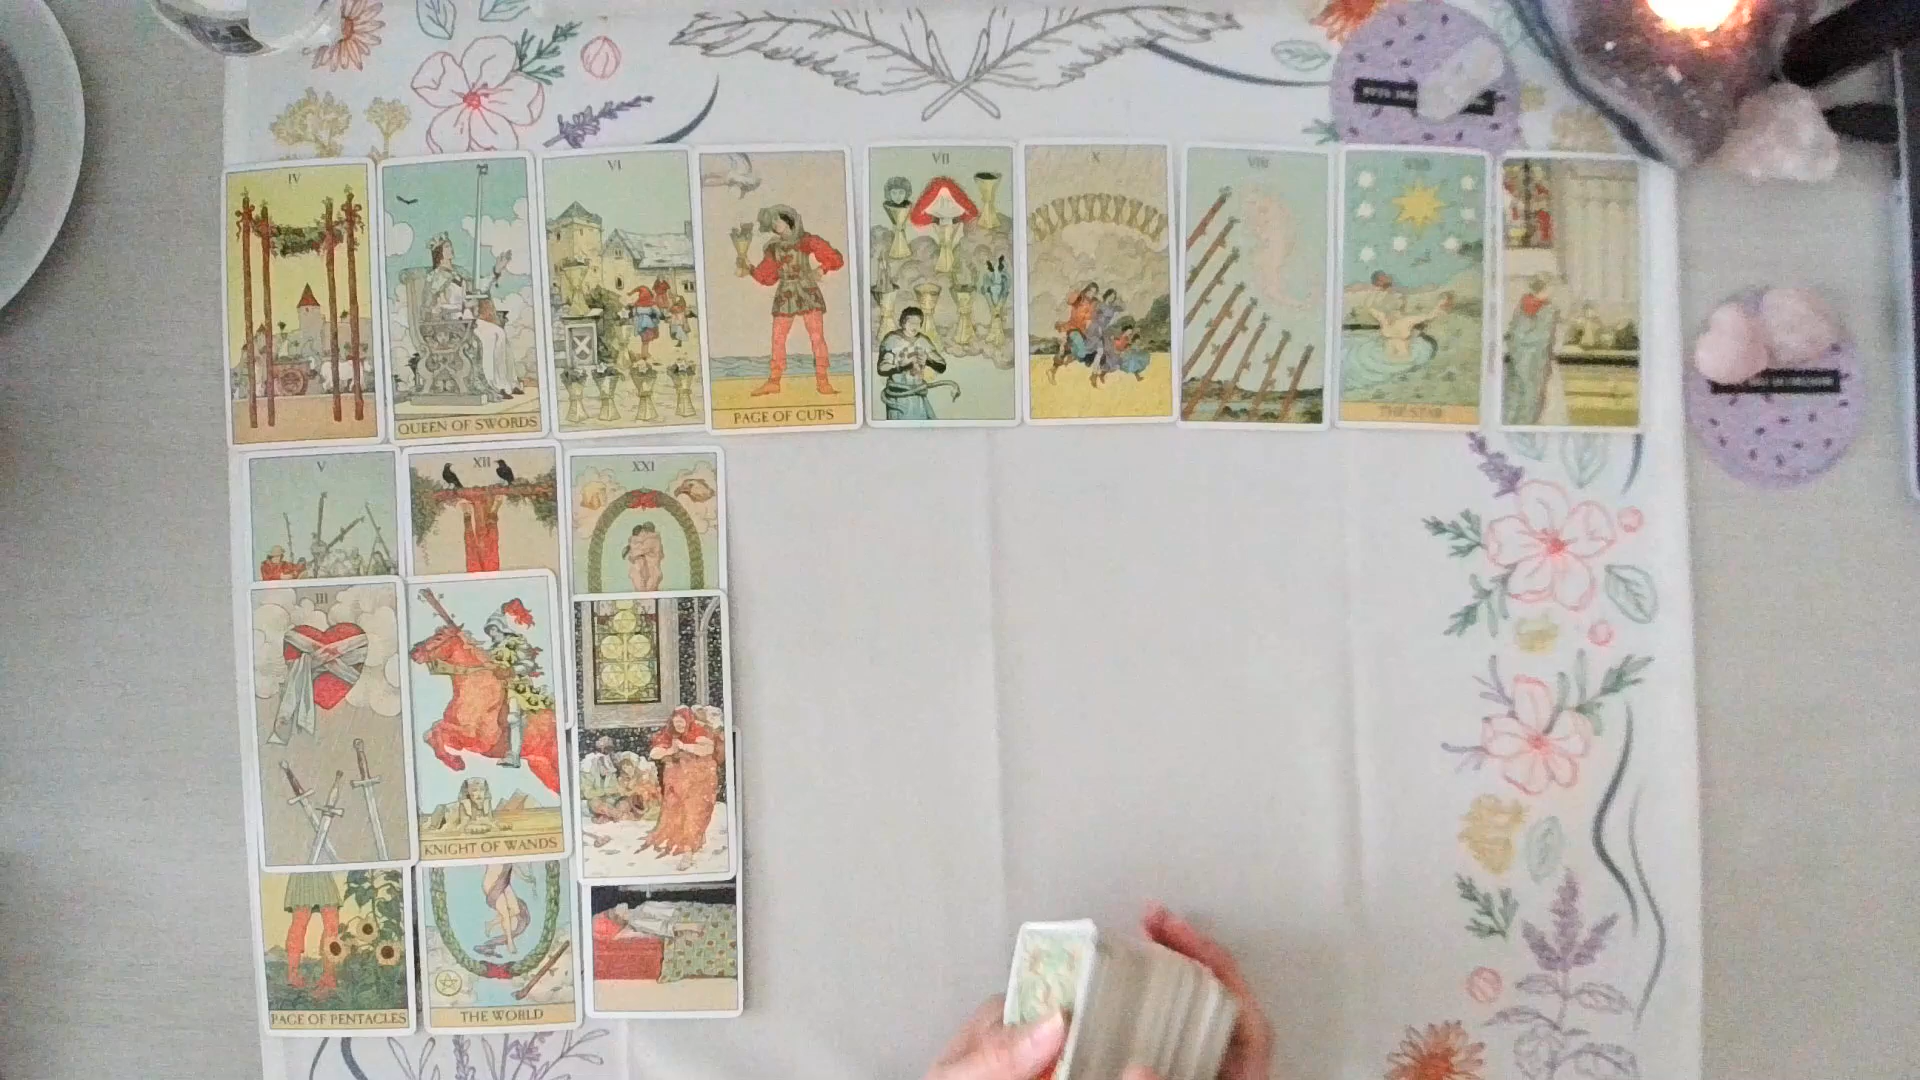 IV
VI
VII
X
VIII
QUEEN OF SWORDS
PAGE OF CUPS
THE STAR
V
XII
XXI
III
KNIGHT OF WANDS
PAGE OF PENTACLES
THE WORLD